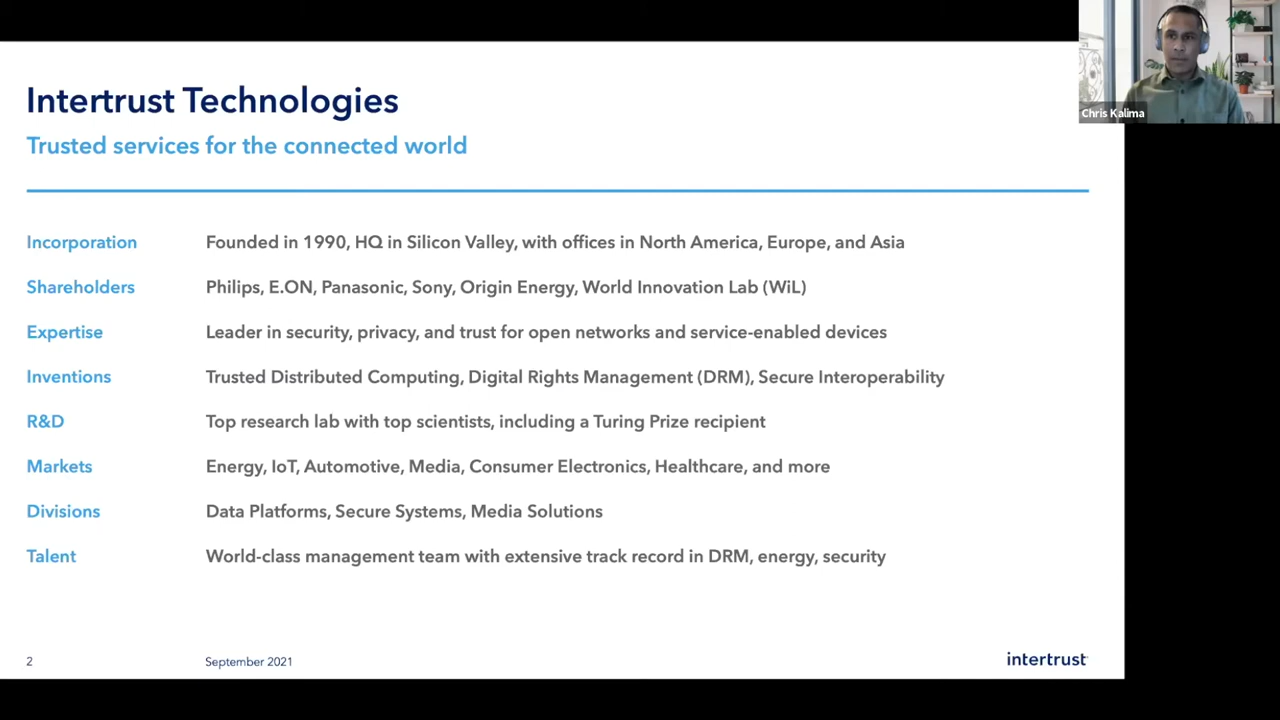 Intertrust Technologies
Trusted services for the connected world
Chris Kalima
Incorporation Founded in 1990, HQ in Silicon Valley, with offices in North America, Europe, and Asia
Shareholders Philips, E.ON, Panasonic, Sony, Origin Energy, World Innovation Lab (WiL)
Expertise Leader in security, privacy, and trust for open networks and service-enabled devices
Inventions Trusted Distributed Computing, Digital Rights Management (DRM), Secure Interoperability
R&D Top research lab with top scientists, including a Turing Prize recipient
Markets Energy, IoT, Automotive, Media, Consumer Electronics, Healthcare, and more
Divisions Data Platforms, Secure Systems, Media Solutions
Talent World-class management team with extensive track record in DRM, energy, security
2 September 2021 intertrust